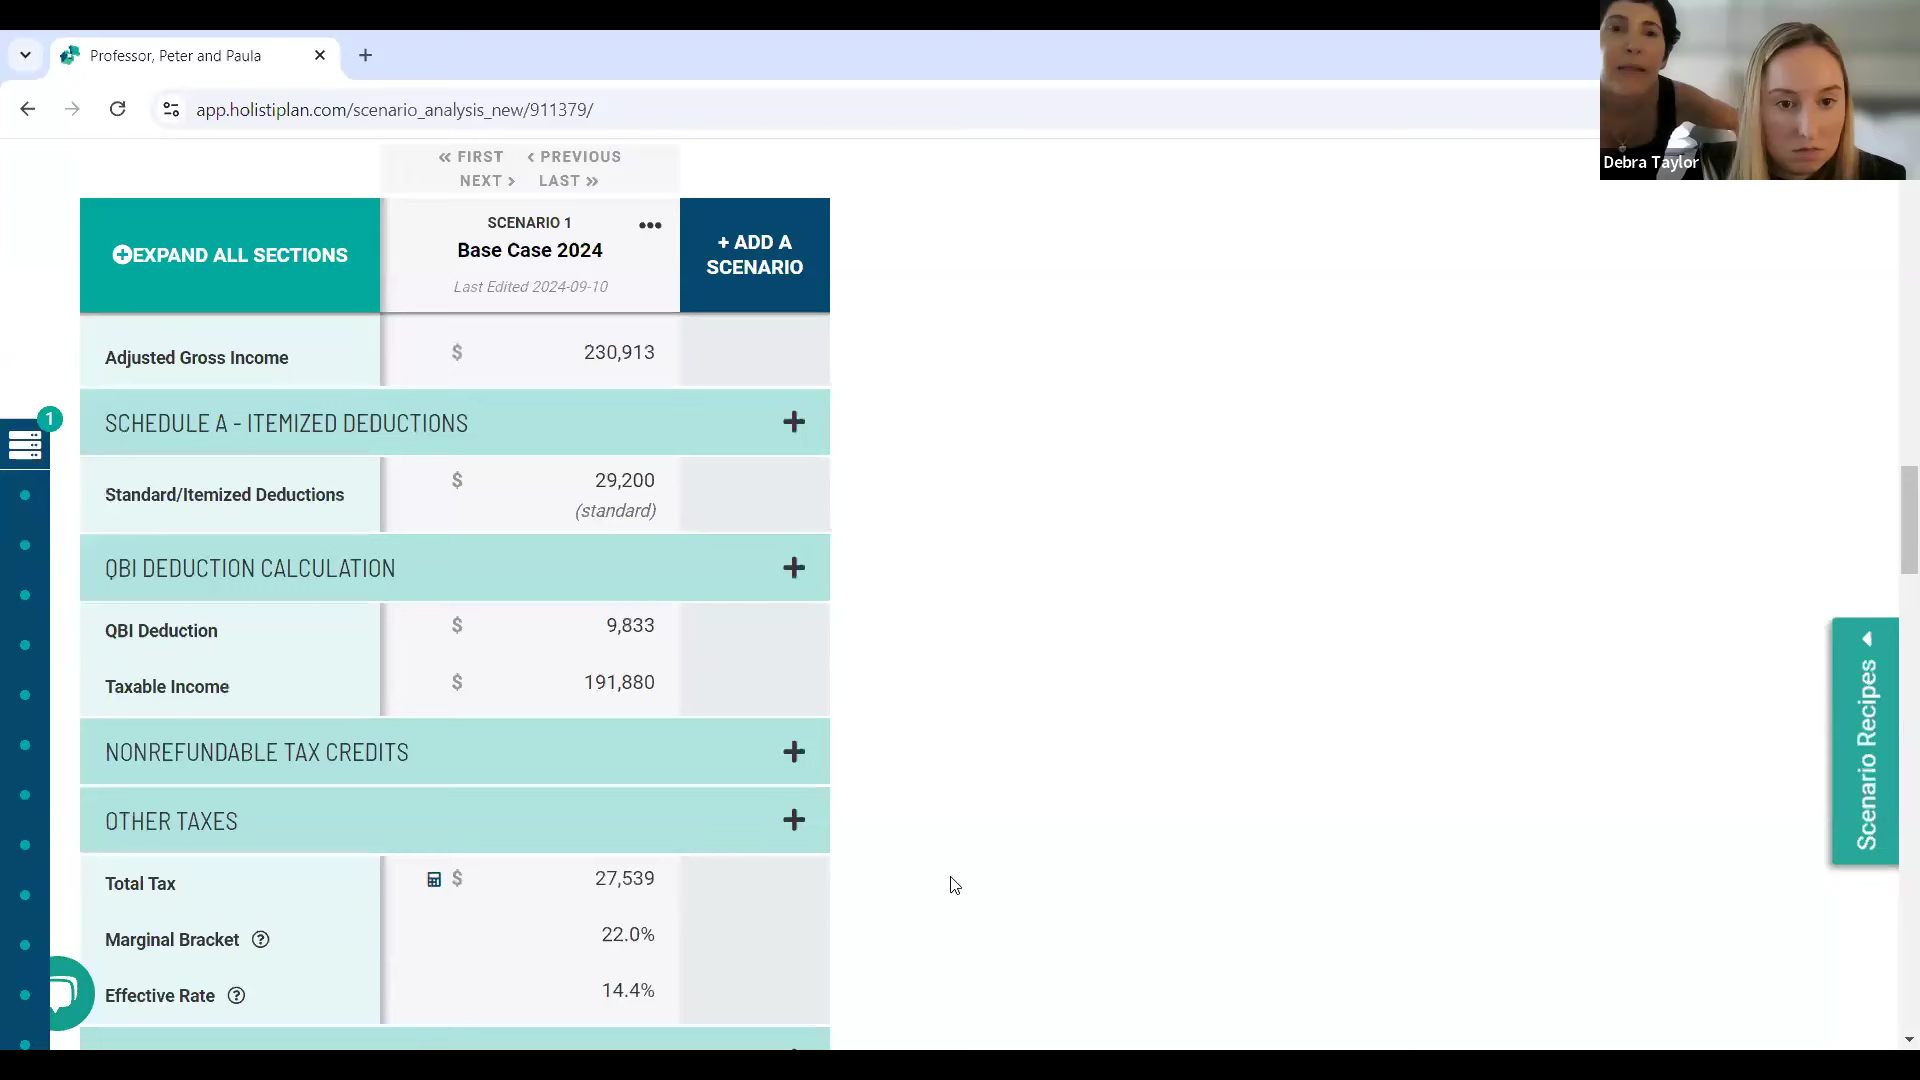 Professor, Peter and Paula
app.holistiplan.com/scenario_analysis_new/911379/
Debra Taylor
« FIRST ‹ PREVIOUS
NEXT › LAST »
+ EXPAND ALL SECTIONS
SCENARIO 1 •••
Base Case 2024
Last Edited 2024-09-10
+ ADD A
SCENARIO
Adjusted Gross Income $ 230,913
1
SCHEDULE A - ITEMIZED DEDUCTIONS +
Standard/Itemized Deductions $ 29,200
(standard)
QBI DEDUCTION CALCULATION +
QBI Deduction $ 9,833
Taxable Income $ 191,880
NONREFUNDABLE TAX CREDITS +
OTHER TAXES +
Total Tax $ 27,539
Marginal Bracket ? 22.0%
Effective Rate ? 14.4%
Scenario Recipes